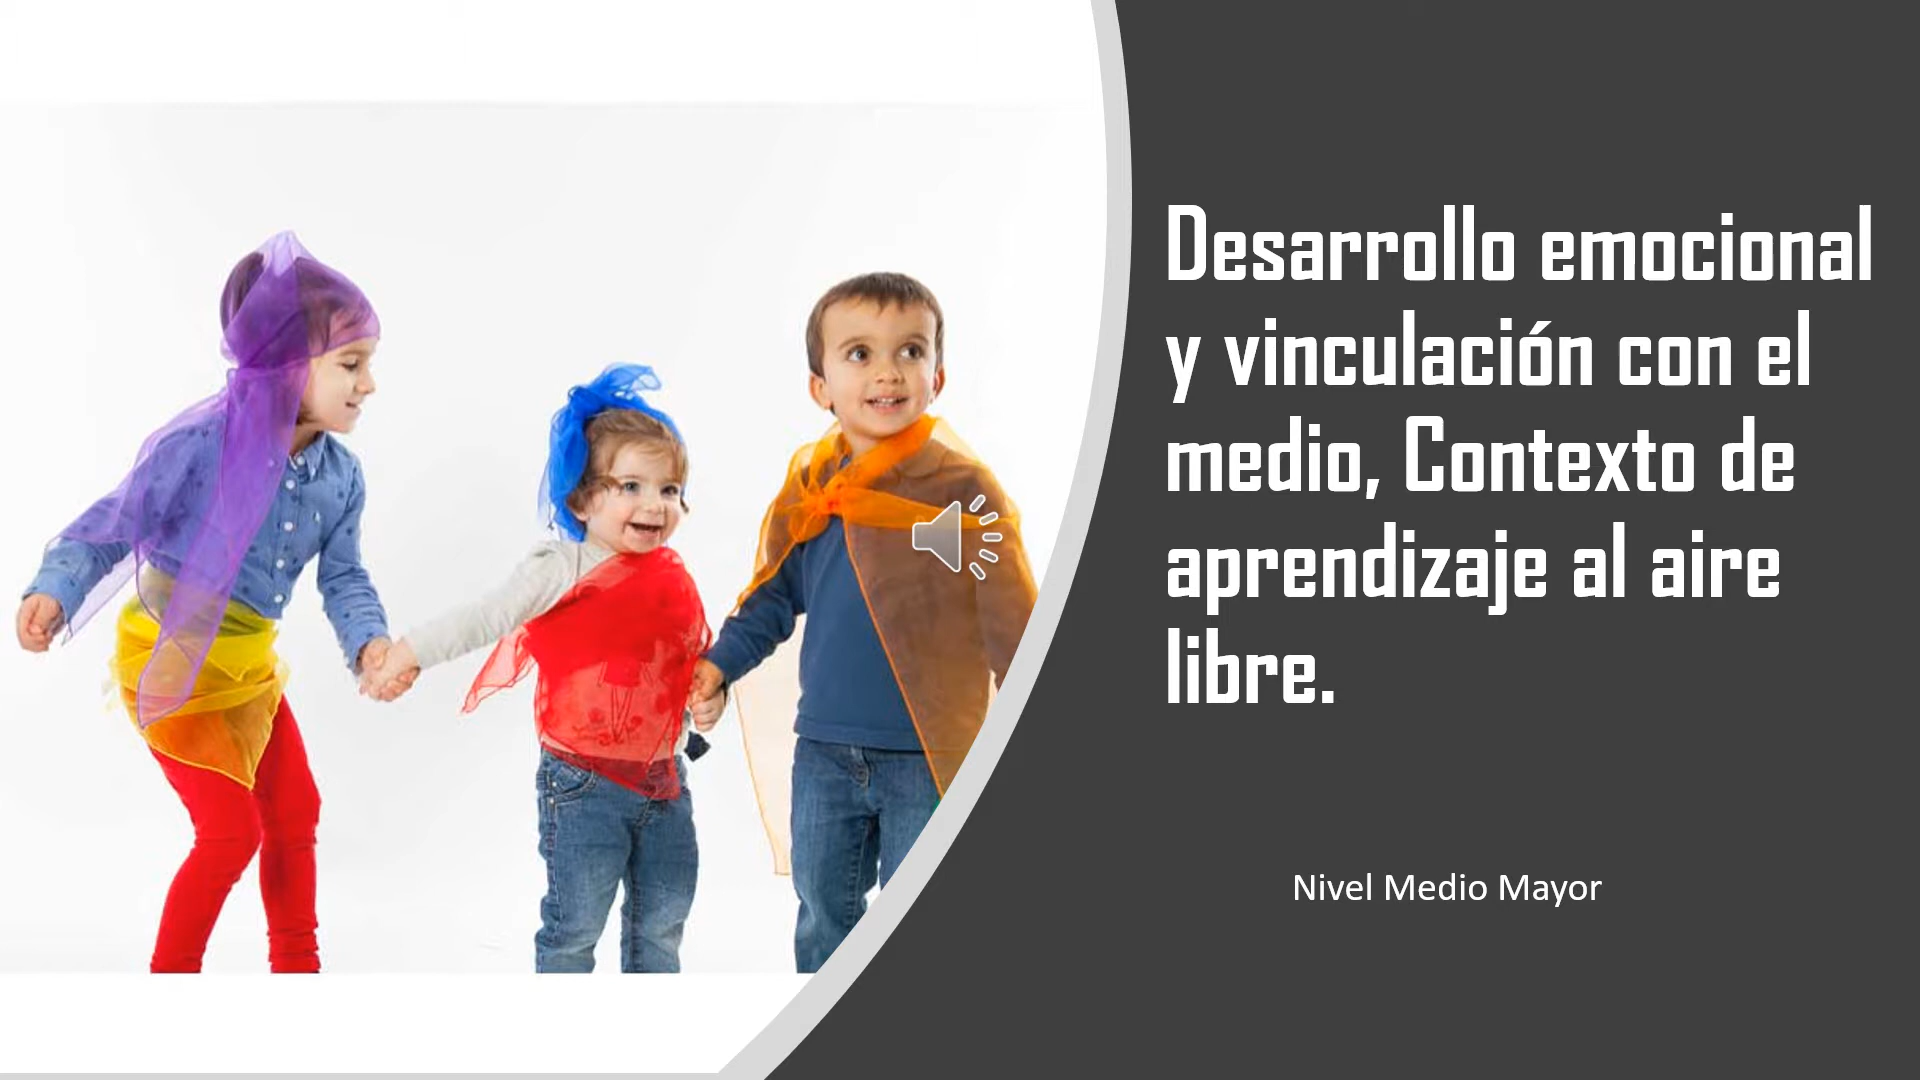 Desarrollo emocional
y vinculación con el
medio, Contexto de
aprendizaje al aire
libre.
Nivel Medio Mayor